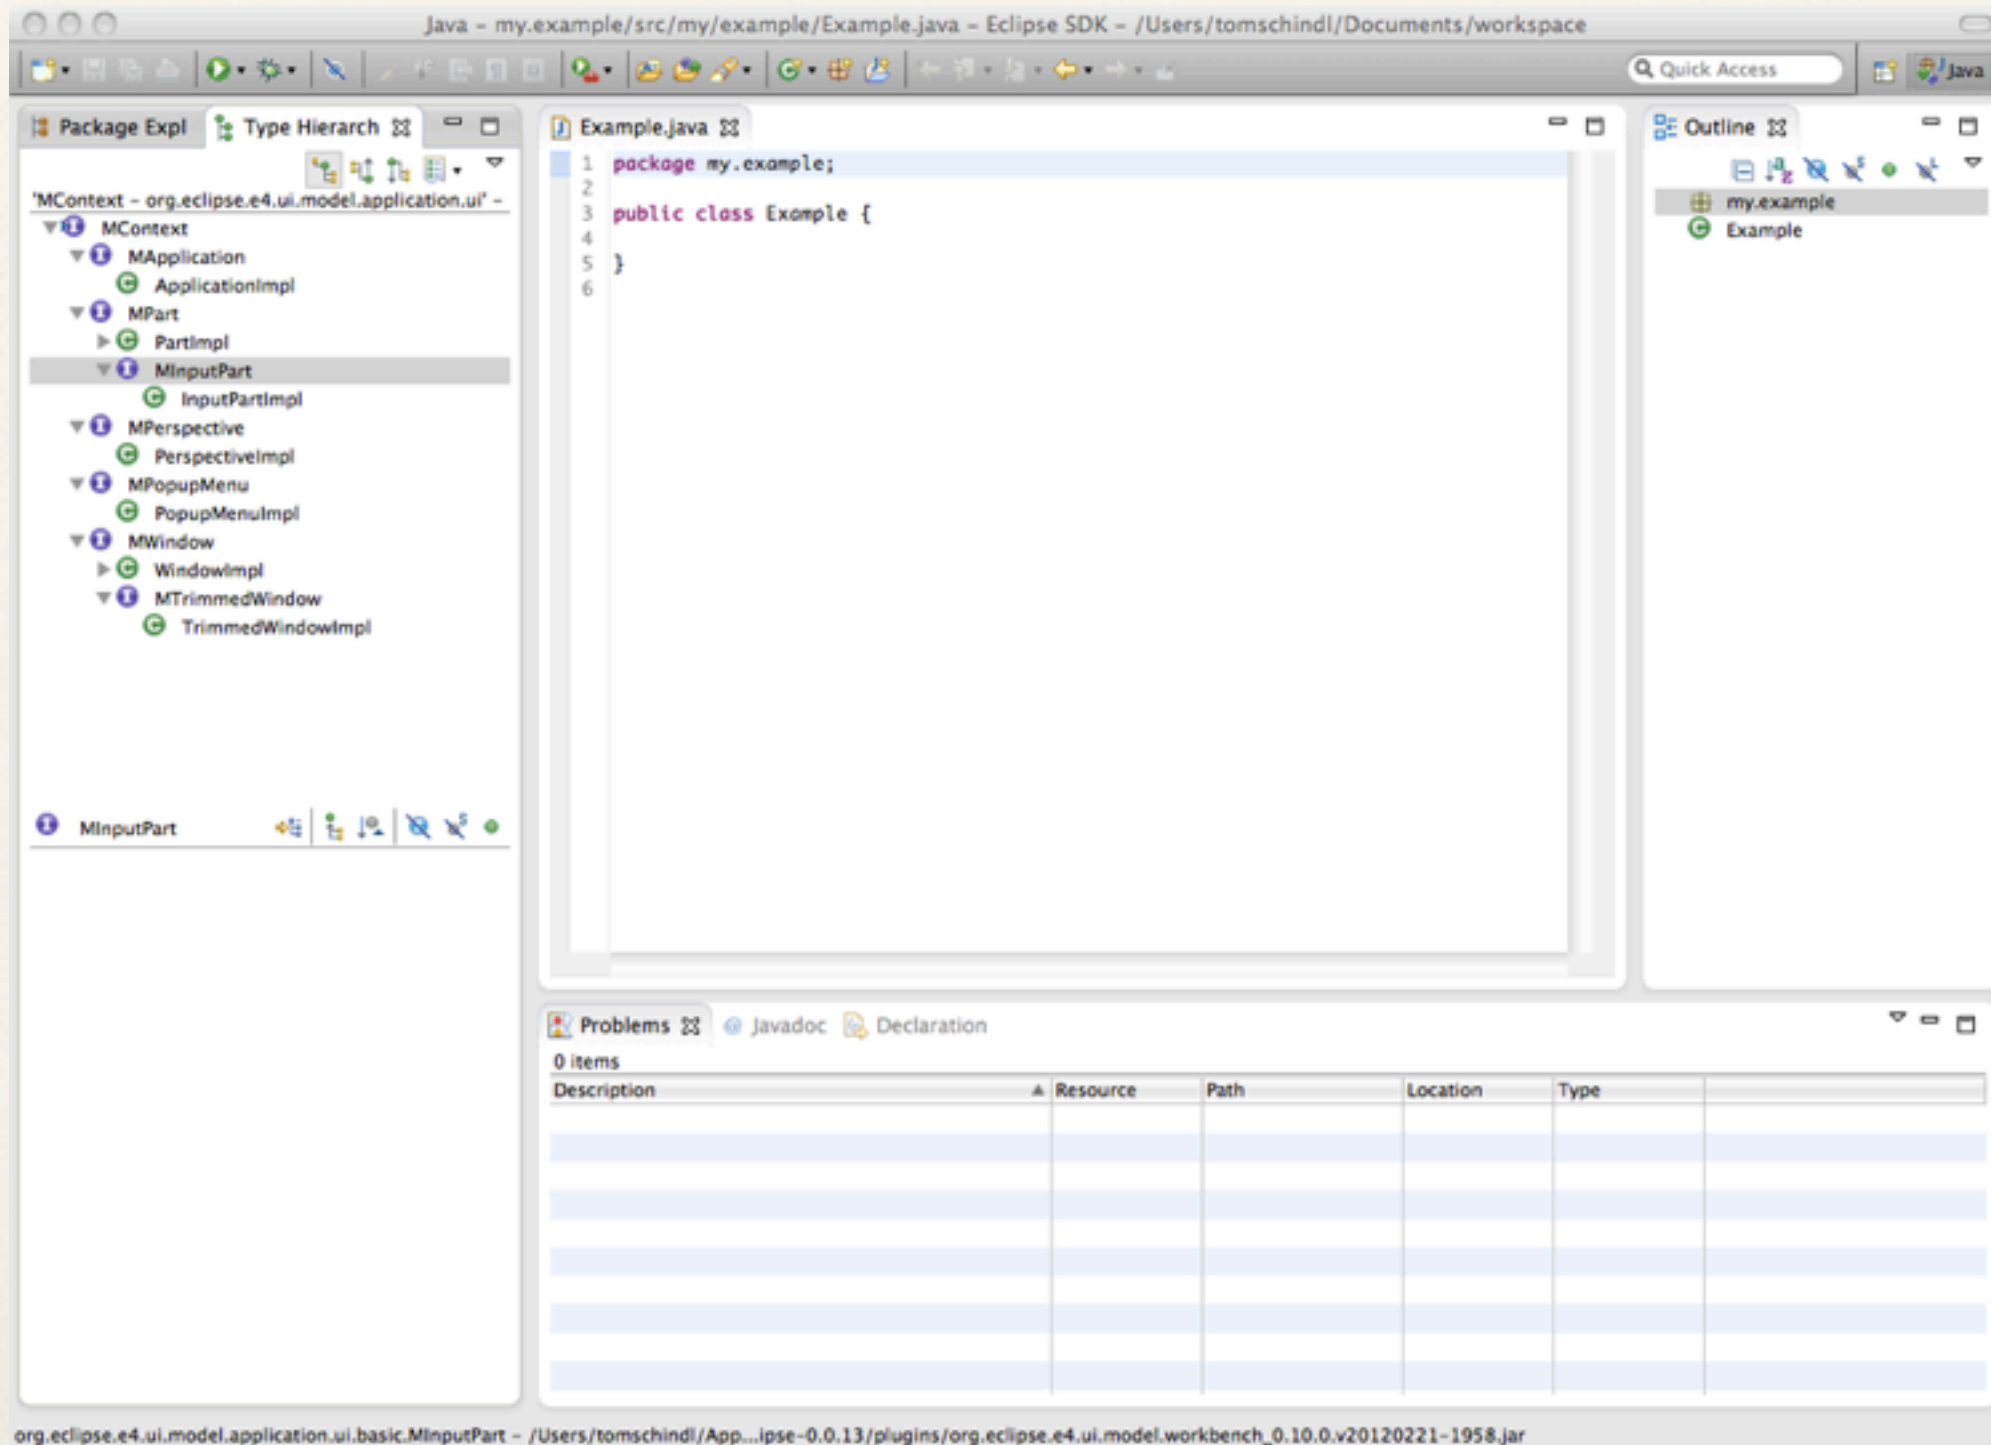 Java – my.example/src/my/example/Example.java – Eclipse SDK – /Users/tomschindl/Documents/workspace
Quick Access
Java
Package Expl
Type Hierarch
'MContext – org.eclipse.e4.ui.model.application.ui' –
MContext
MApplication
ApplicationImpl
MPart
PartImpl
MInputPart
InputPartImpl
MPerspective
PerspectiveImpl
MPopupMenu
PopupMenuImpl
MWindow
WindowImpl
MTrimmedWindow
TrimmedWindowImpl
MInputPart
Example.java
1 package my.example;
2
3 public class Example {
4
5 }
6
Outline
my.example
Example
Problems Javadoc Declaration
0 items
Description Resource Path Location Type
org.eclipse.e4.ui.model.application.ui.basic.MInputPart – /Users/tomschindl/App...ipse-0.0.13/plugins/org.eclipse.e4.ui.model.workbench_0.10.0.v20120221-1958.jar